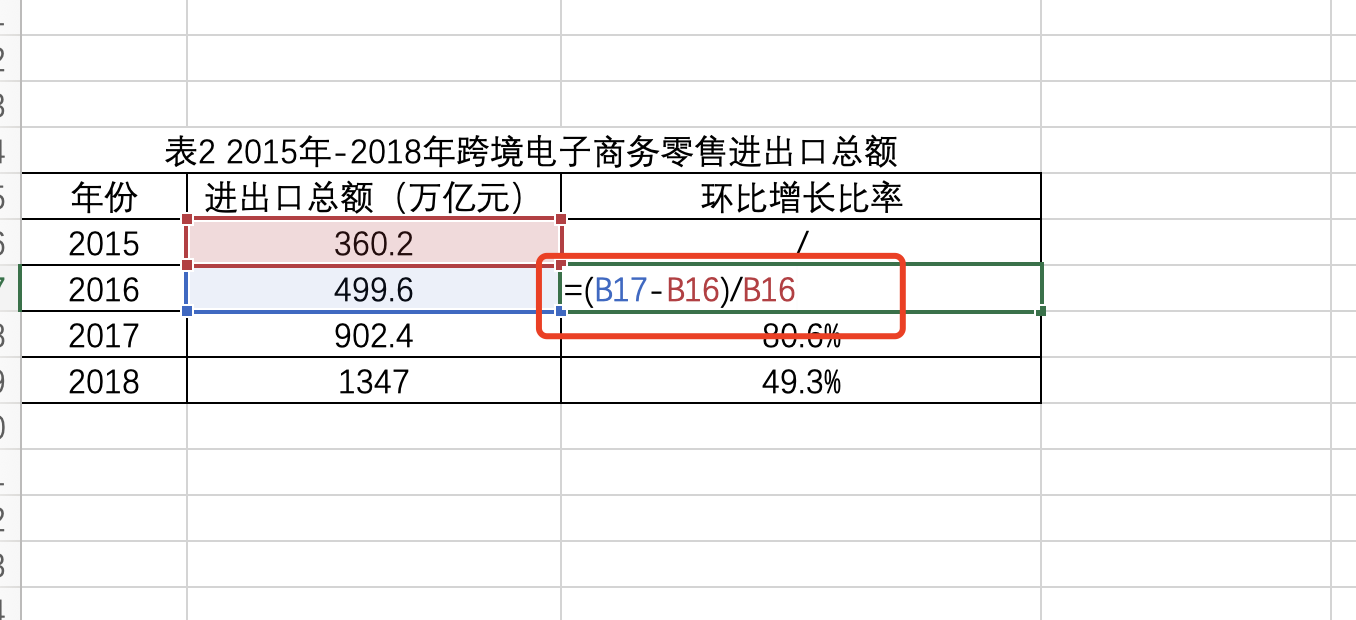 表2 2015年-2018年跨境电子商务零售进出口总额
年份 进出口总额（万亿元） 环比增长比率
2015 360.2 /
2016 499.6 =(B17-B16)/B16
2017 902.4 80.6%
2018 1347 49.3%